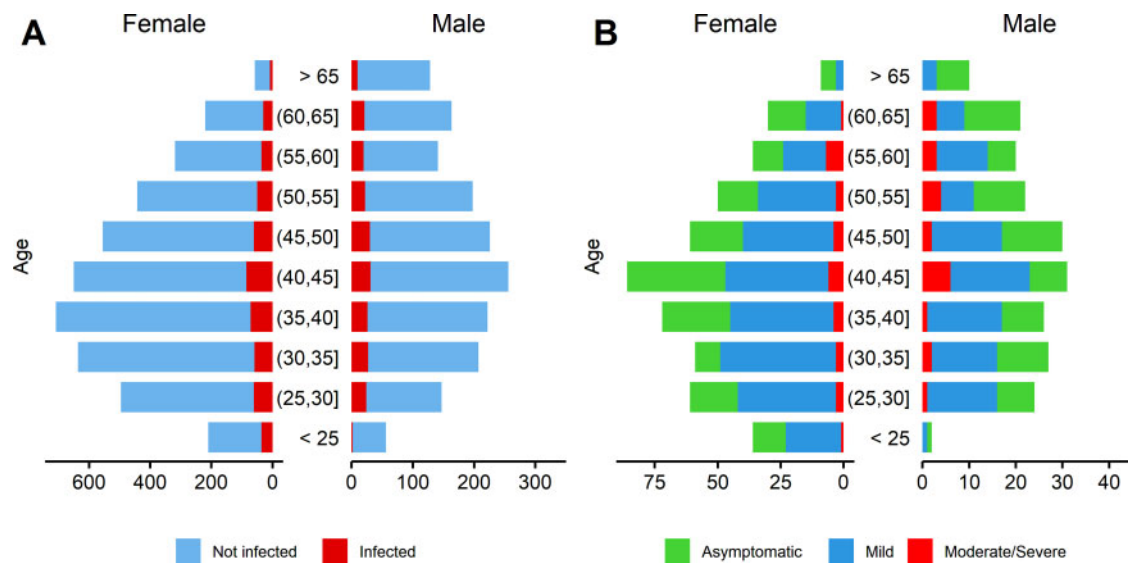 A Female Male
> 65
(60,65]
(55,60]
(50,55]
(45,50]
(40,45]
(35,40]
(30,35]
(25,30]
< 25
Age
600 400 200 0 0 100 200 300
Not infected Infected
B Female Male
> 65
(60,65]
(55,60]
(50,55]
(45,50]
(40,45]
(35,40]
(30,35]
(25,30]
< 25
Age
75 50 25 0 0 10 20 30 40
Asymptomatic Mild Moderate/Severe